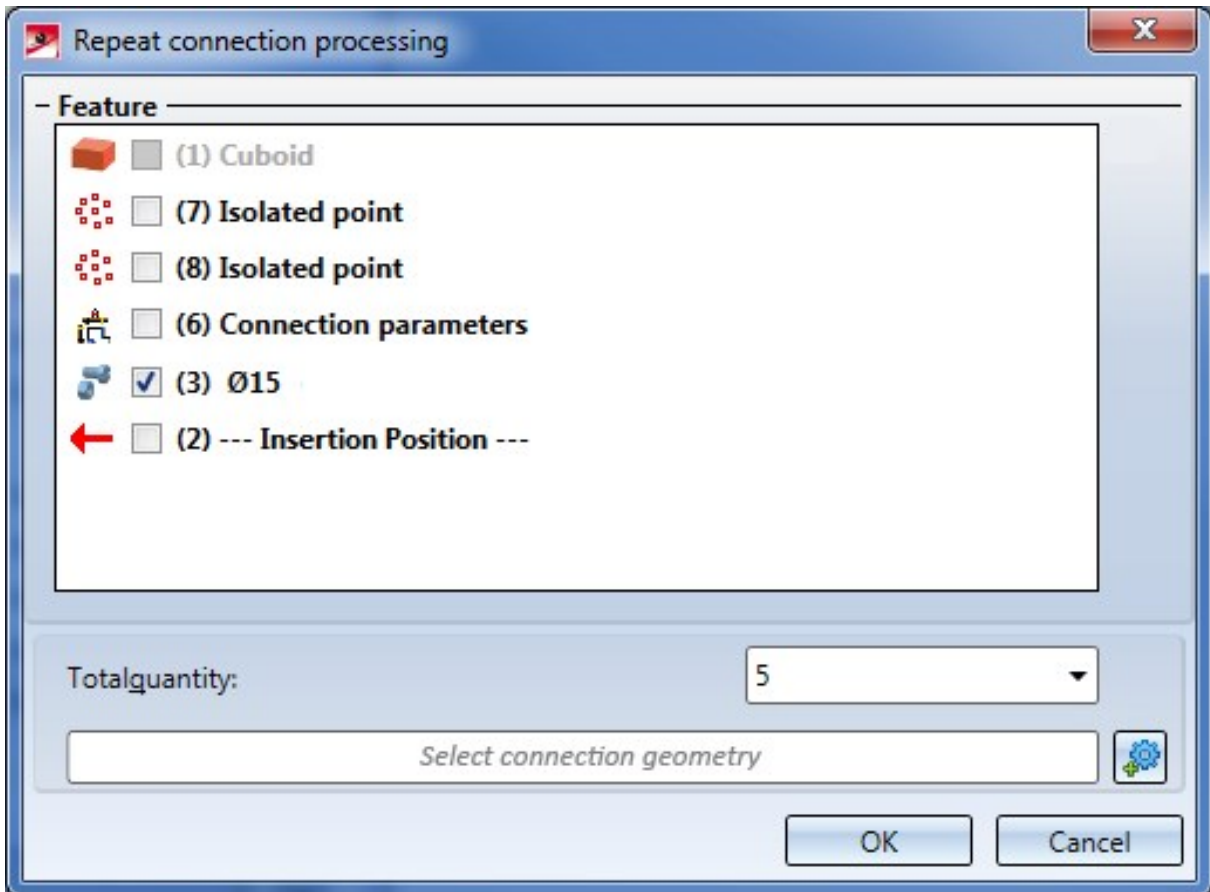 Repeat connection processing
Feature
(1) Cuboid
(7) Isolated point
(8) Isolated point
(6) Connection parameters
(3) Ø15
(2) --- Insertion Position ---
Totalquantity: 5
Select connection geometry
OK Cancel